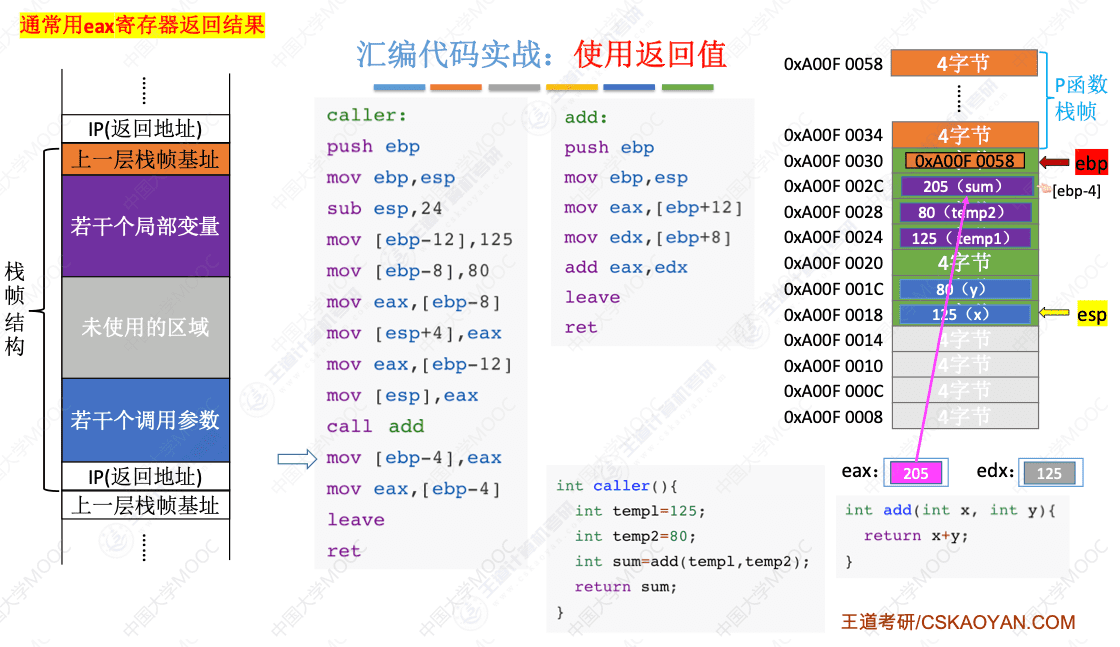 通常用eax寄存器返回结果
汇编代码实战：使用返回值
IP(返回地址)
上一层栈帧基址
若干个局部变量
未使用的区域
若干个调用参数
IP(返回地址)
上一层栈帧基址
栈帧结构
caller:
push ebp
mov ebp,esp
sub esp,24
mov [ebp-12],125
mov [ebp-8],80
mov eax,[ebp-8]
mov [esp+4],eax
mov eax,[ebp-12]
mov [esp],eax
call add
mov [ebp-4],eax
mov eax,[ebp-4]
leave
ret
add:
push ebp
mov ebp,esp
mov eax,[ebp+12]
mov edx,[ebp+8]
add eax,edx
leave
ret
int caller(){
int temp1=125;
int temp2=80;
int sum=add(temp1,temp2);
return sum;
}
0xA00F 0058 4字节
P函数
栈帧
0xA00F 0034 4字节
0xA00F 0030 0xA00F 0058 ebp
0xA00F 002C 205（sum） [ebp-4]
0xA00F 0028 80（temp2）
0xA00F 0024 125（temp1）
0xA00F 0020 4字节
0xA00F 001C 80（y）
0xA00F 0018 125（x） esp
0xA00F 0014 4字节
0xA00F 0010 4字节
0xA00F 000C 4字节
0xA00F 0008 4字节
eax: 205 edx: 125
int add(int x, int y){
return x+y;
}
王道考研/CSKAOYAN.COM